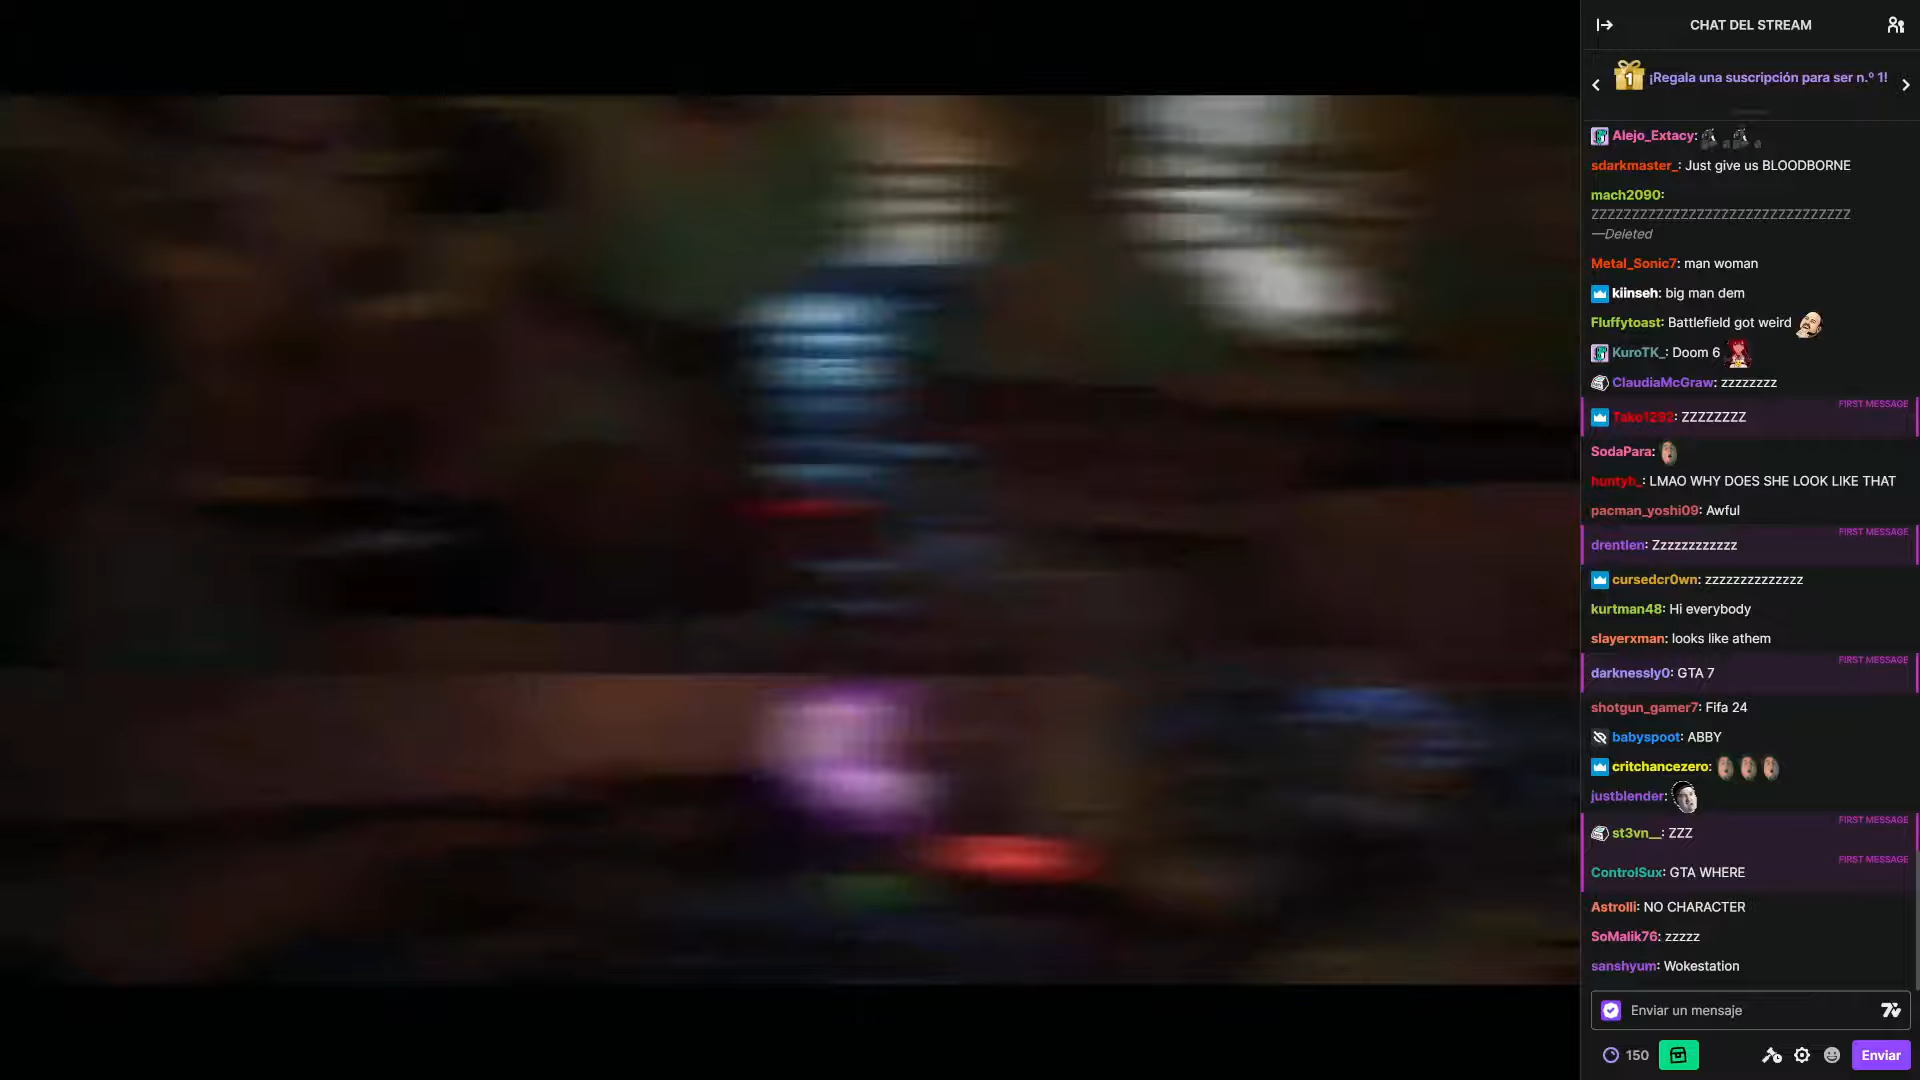 CHAT DEL STREAM
1
¡Regala una suscripción para ser n.º 1!
Alejo_Extacy:
sdarkmaster_: Just give us BLOODBORNE
mach2090:
ZZZZZZZZZZZZZZZZZZZZZZZZZZZZZZZZ
—Deleted
Metal_Sonic7: man woman
kiinseh: big man dem
Fluffytoast: Battlefield got weird
KuroTK_: Doom 6
ClaudiaMcGraw: zzzzzzzz
FIRST MESSAGE
Tako1292: ZZZZZZZZ
SodaPara:
huntyh_: LMAO WHY DOES SHE LOOK LIKE THAT
pacman_yoshi09: Awful
FIRST MESSAGE
drentlen: Zzzzzzzzzzzz
cursedcr0wn: zzzzzzzzzzzzzz
kurtman48: Hi everybody
slayerxman: looks like athem
FIRST MESSAGE
darknessly0: GTA 7
shotgun_gamer7: Fifa 24
babyspoot: ABBY
critchancezero:
justblender:
FIRST MESSAGE
st3vn__: ZZZ
FIRST MESSAGE
ControlSux: GTA WHERE
Astrolli: NO CHARACTER
SoMalik76: zzzzz
sanshyum: Wokestation
Enviar un mensaje
150
Enviar